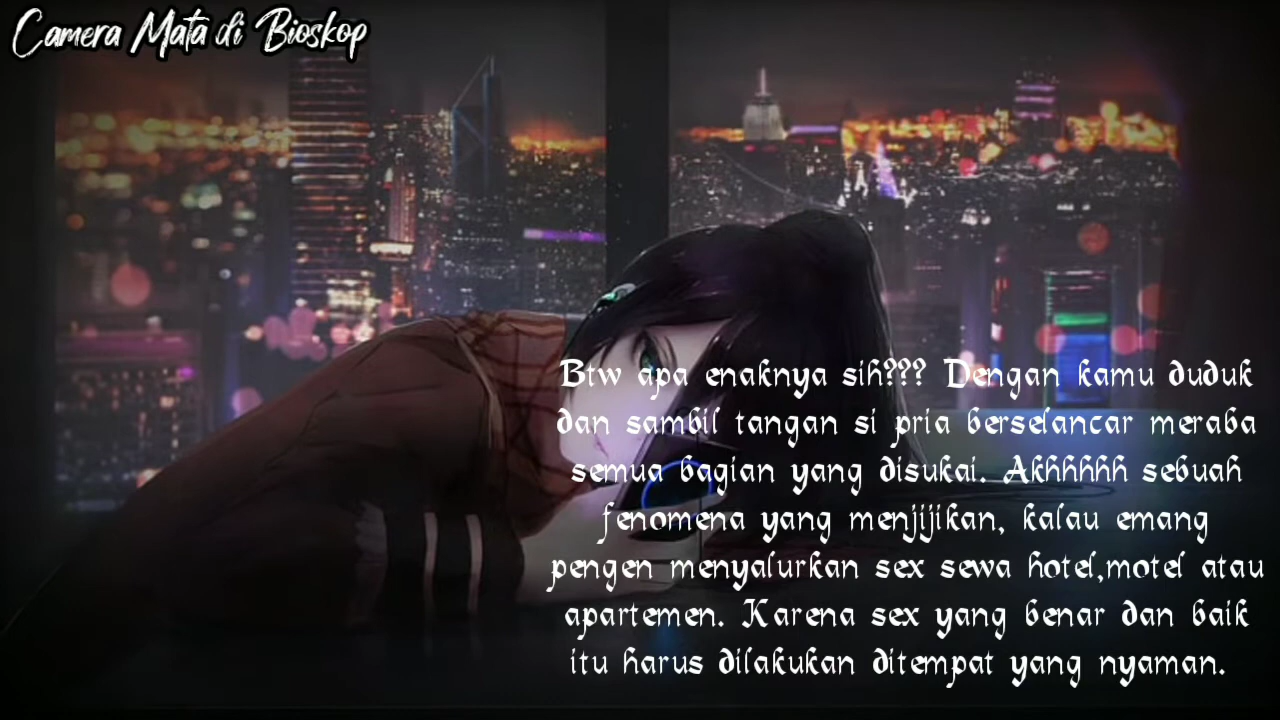 Camera Mata di Bioskop
Btw apa enaknya sih??? Dengan kamu duduk
dan sambil tangan si pria berselancar meraba
semua bagian yang disukai. Akhhhhh sebuah
fenomena yang menjijikan, kalau emang
pengen menyalurkan sex sewa hotel,motel atau
apartemen. Karena sex yang benar dan baik
itu harus dilakukan ditempat yang nyaman.